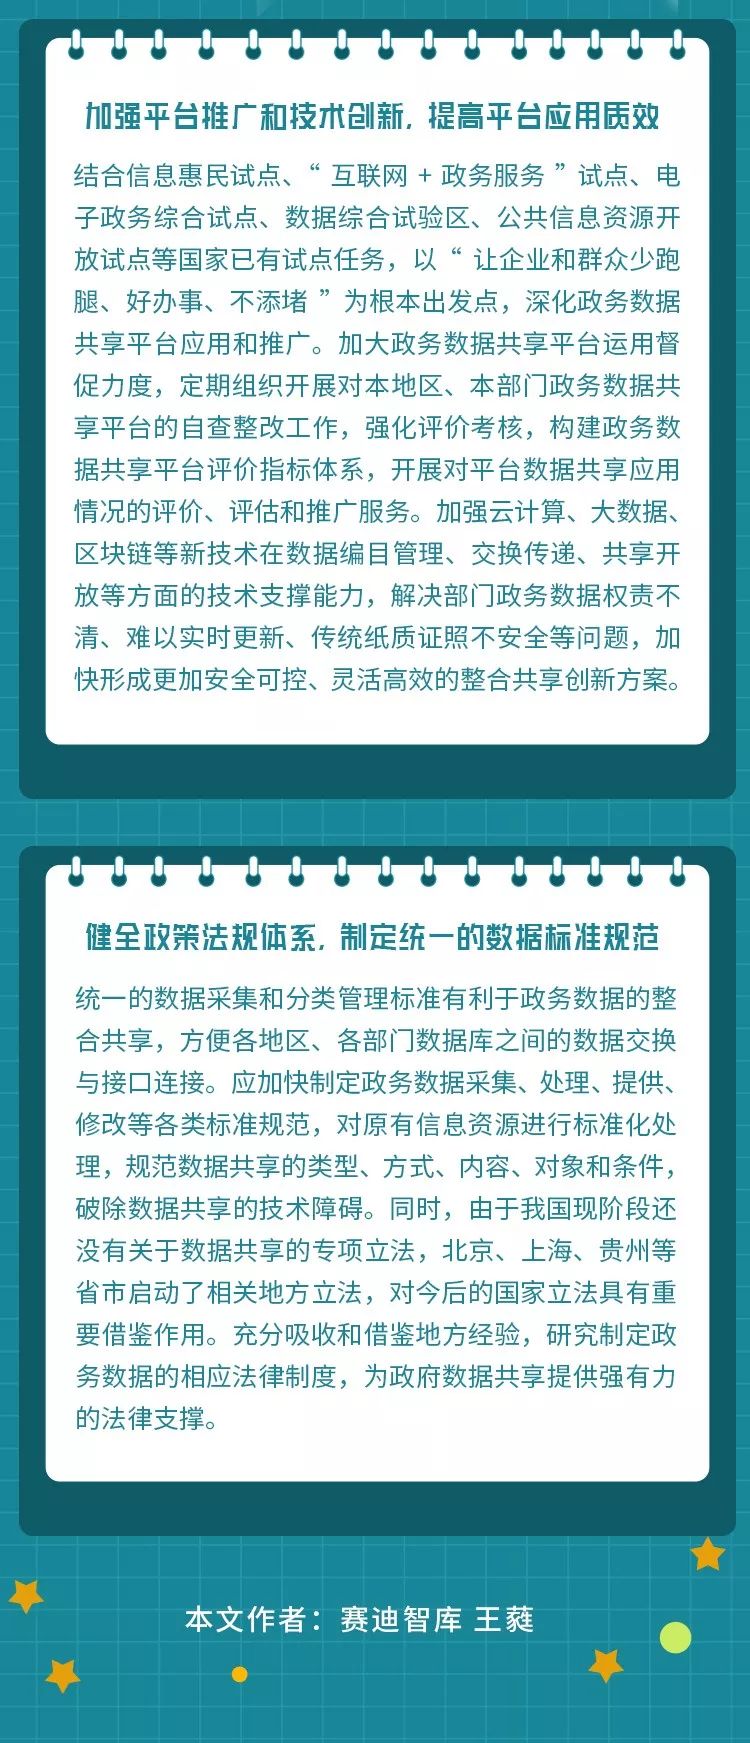 加强平台推广和技术创新，提高平台应用质效
结合信息惠民试点、“ 互联网 + 政务服务 ” 试点、电
子政务综合试点、数据综合试验区、公共信息资源开
放试点等国家已有试点任务，以 “ 让企业和群众少跑
腿、好办事、不添堵 ” 为根本出发点，深化政务数据
共享平台应用和推广。加大政务数据共享平台运用督
促力度，定期组织开展对本地区、本部门政务数据共
享平台的自查整改工作，强化评价考核，构建政务数
据共享平台评价指标体系，开展对平台数据共享应用
情况的评价、评估和推广服务。加强云计算、大数据、
区块链等新技术在数据编目管理、交换传递、共享开
放等方面的技术支撑能力，解决部门政务数据权责不
清、难以实时更新、传统纸质证照不安全等问题，加
快形成更加安全可控、灵活高效的整合共享创新方案。
健全政策法规体系，制定统一的数据标准规范
统一的数据采集和分类管理标准有利于政务数据的整
合共享，方便各地区、各部门数据库之间的数据交换
与接口连接。应加快制定政务数据采集、处理、提供、
修改等各类标准规范，对原有信息资源进行标准化处
理，规范数据共享的类型、方式、内容、对象和条件，
破除数据共享的技术障碍。同时，由于我国现阶段还
没有关于数据共享的专项立法，北京、上海、贵州等
省市启动了相关地方立法，对今后的国家立法具有重
要借鉴作用。充分吸收和借鉴地方经验，研究制定政
务数据的相应法律制度，为政府数据共享提供强有力
的法律支撑。
本文作者：赛迪智库 王蕤